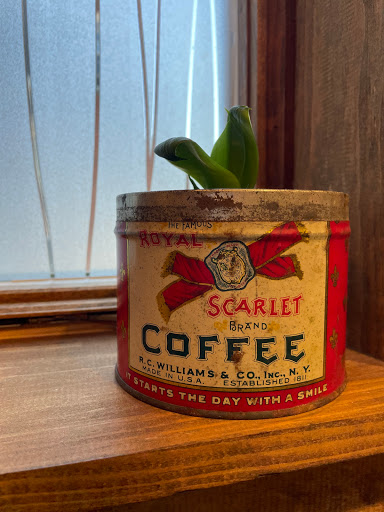 THE FAMOUS
ROYAL
SCARLET
BRAND
COFFEE
R.C. WILLIAMS & CO., INC., N.Y.
MADE IN U.S.A. / ESTABLISHED 1811
IT STARTS THE DAY WITH A SMILE